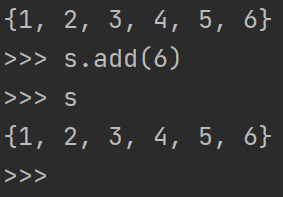 {1, 2, 3, 4, 5, 6}
>>> s.add(6)
>>> s
{1, 2, 3, 4, 5, 6}
>>>